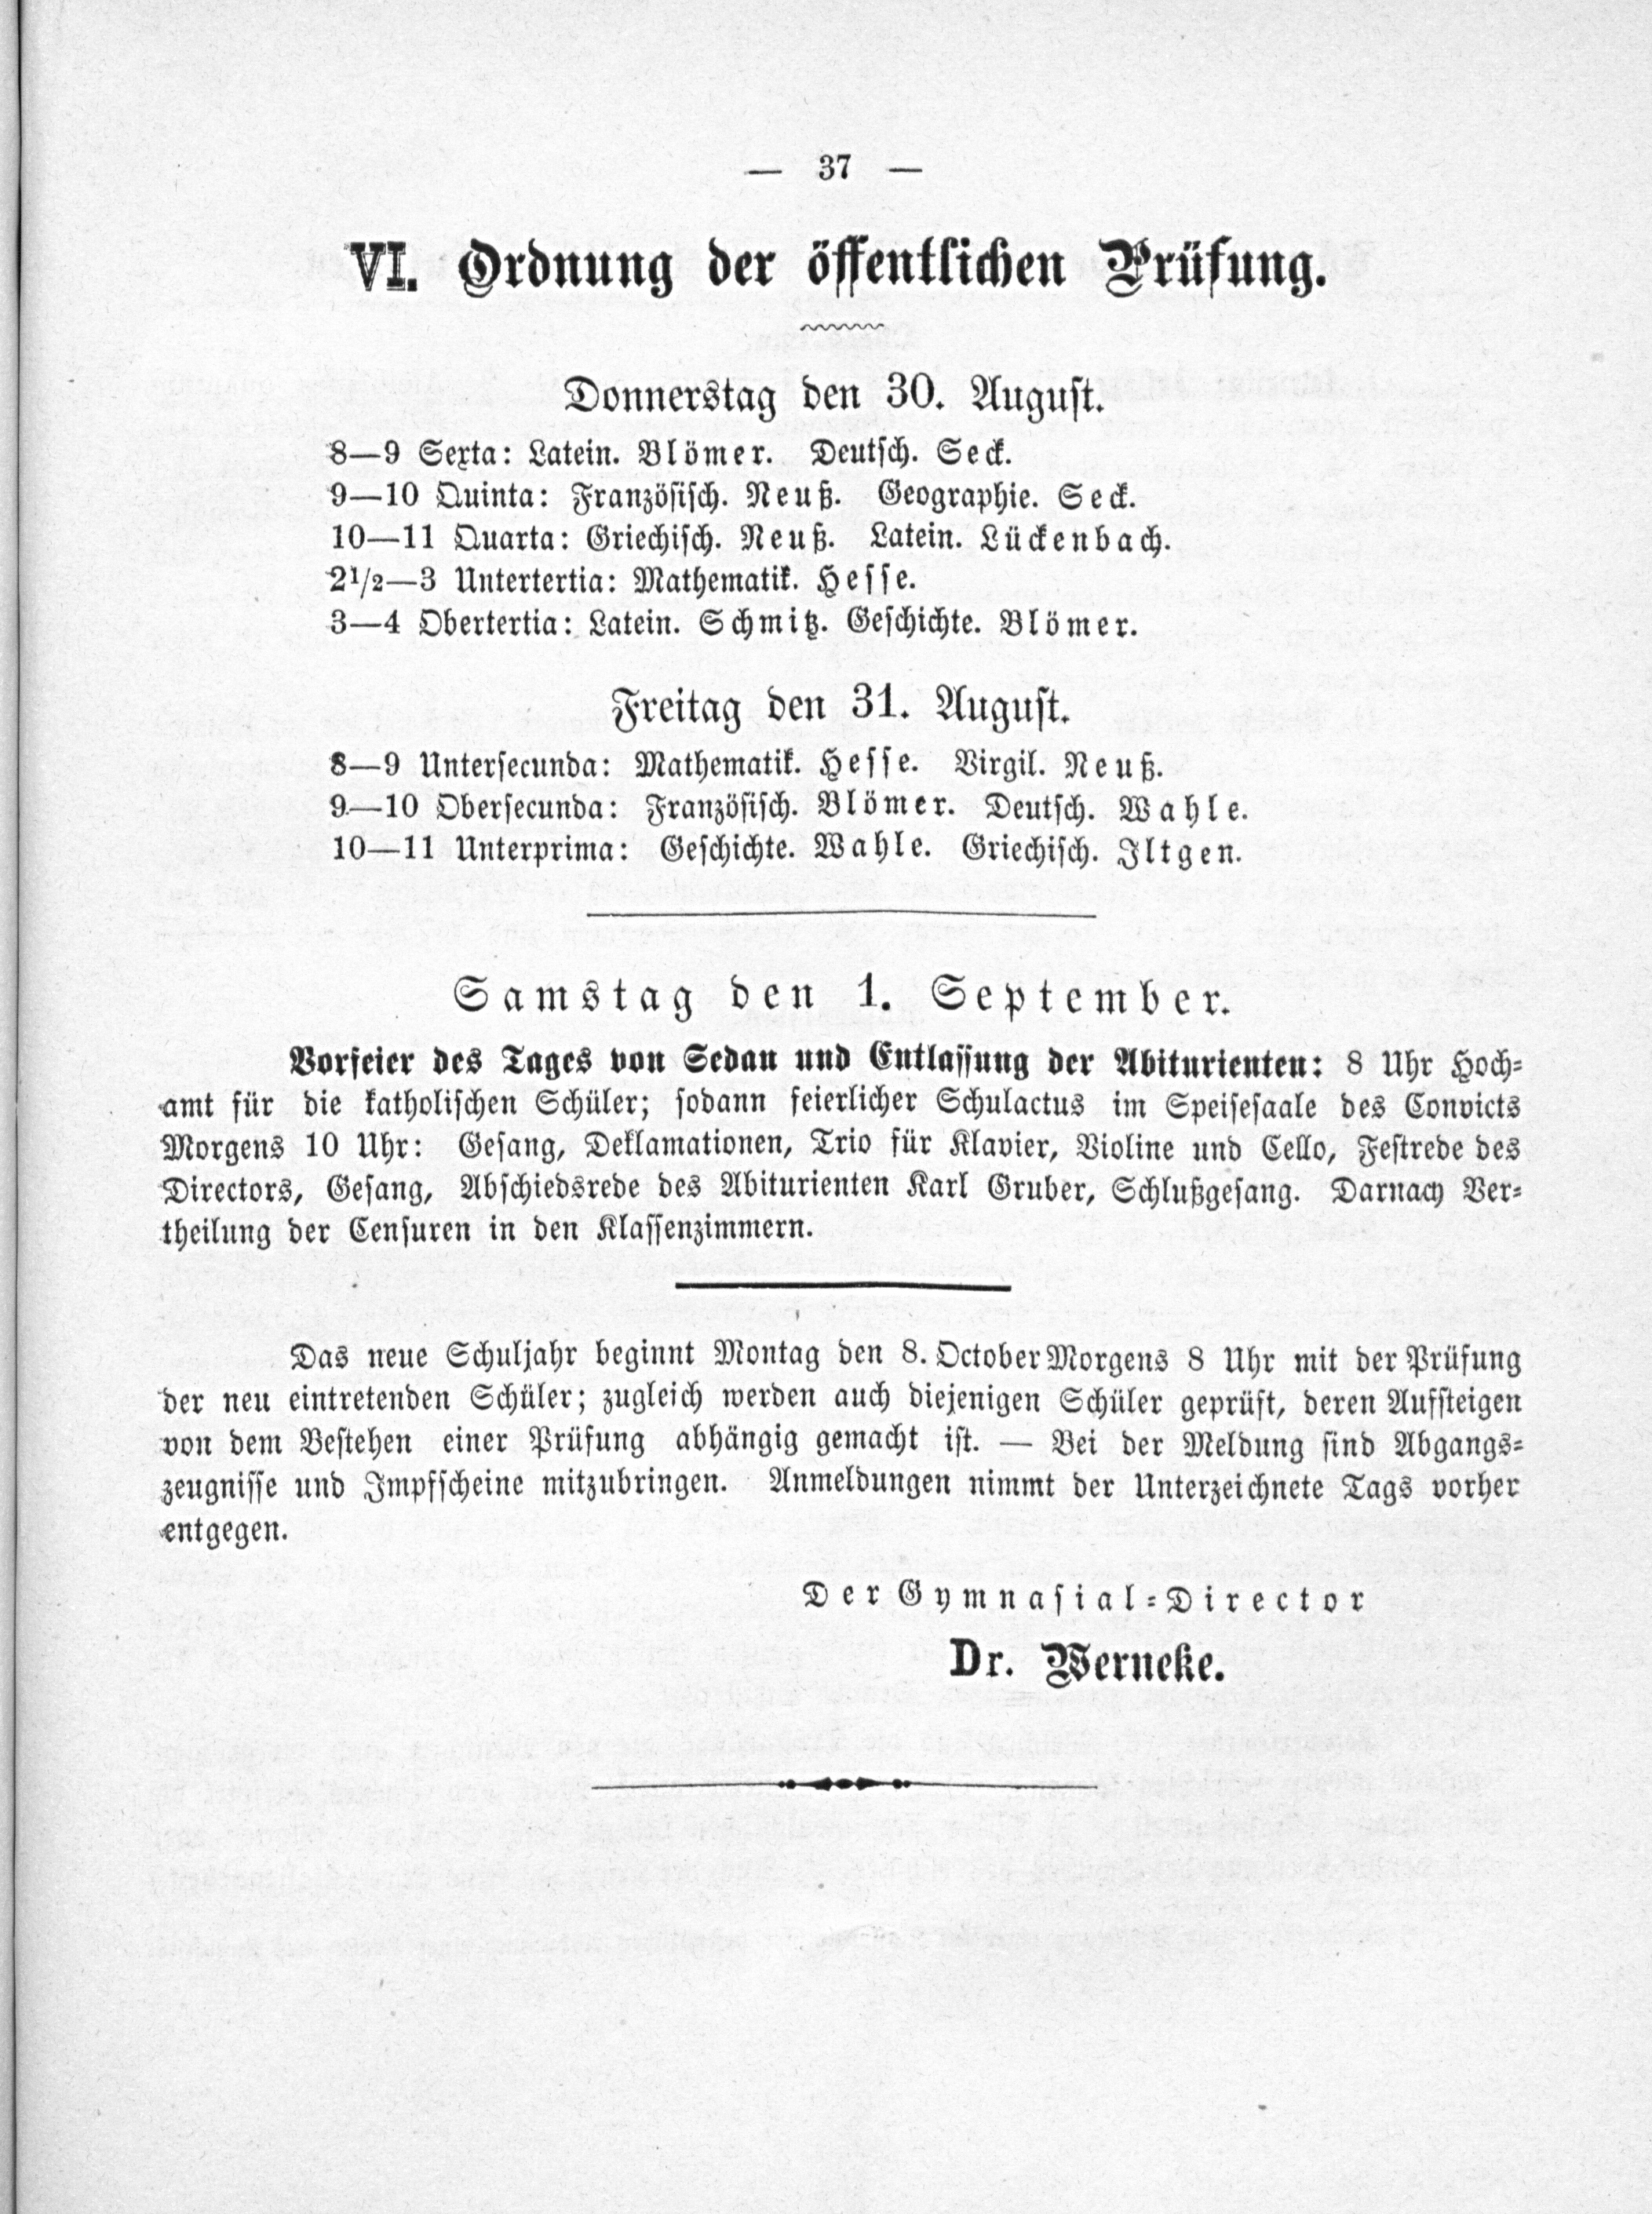 — 37 —
VI. Ordnung der öffentlichen Prüfung.
Donnerstag den 30. August.
8—9 Sexta: Latein. Blömer. Deutsch. Seck.
9—10 Quinta: Französisch. Neuß. Geographie. Seck.
10—11 Quarta: Griechisch. Neuß. Latein. Lückenbach.
2½—3 Untertertia: Mathematik. Hesse.
3—4 Obertertia: Latein. Schmitz. Geschichte. Blömer.
Freitag den 31. August.
8—9 Untersecunda: Mathematik. Hesse. Virgil. Neuß.
9—10 Obersecunda: Französisch. Blömer. Deutsch. Wahle.
10—11 Unterprima: Geschichte. Wahle. Griechisch. Iltgen.
Samstag den 1. September.
Vorfeier des Tages von Sedan und Entlassung der Abiturienten: 8 Uhr Hoch-
amt für die katholischen Schüler; sodann feierlicher Schulactus im Speisesaale des Convicts
Morgens 10 Uhr: Gesang, Deklamationen, Trio für Klavier, Violine und Cello, Festrede des
Directors, Gesang, Abschiedsrede des Abiturienten Karl Gruber, Schlußgesang. Darnach Ver-
theilung der Censuren in den Klassenzimmern.
Das neue Schuljahr beginnt Montag den 8. October Morgens 8 Uhr mit der Prüfung
der neu eintretenden Schüler; zugleich werden auch diejenigen Schüler geprüft, deren Aufsteigen
von dem Bestehen einer Prüfung abhängig gemacht ist. — Bei der Meldung sind Abgangs-
zeugnisse und Impfscheine mitzubringen. Anmeldungen nimmt der Unterzeichnete Tags vorher
entgegen.
Der Gymnasial-Director
Dr. Werneke.